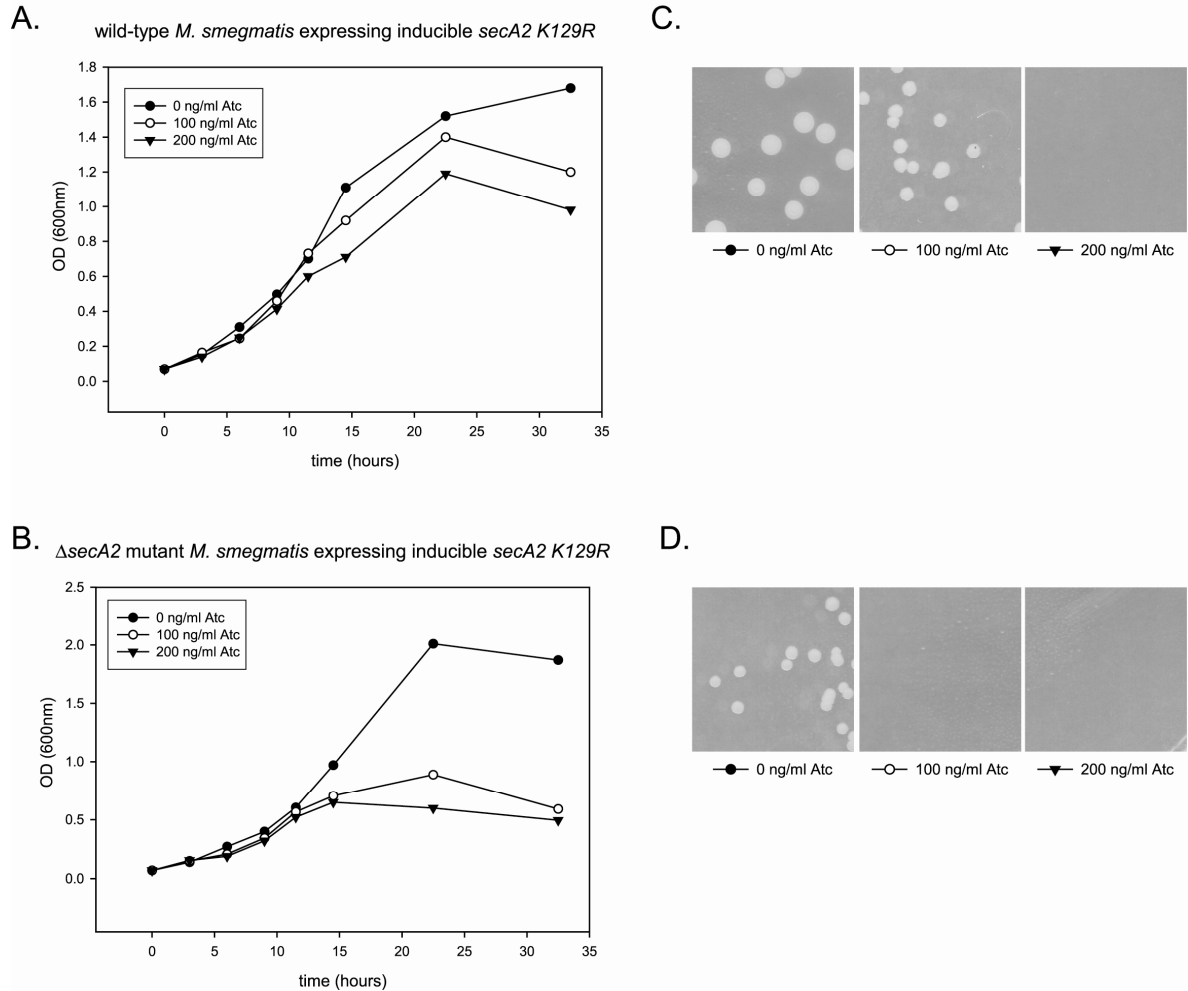 A.
wild-type M. smegmatis expressing inducible secA2 K129R
1.8
1.6
1.4
1.2
1.0
0.8
0.6
0.4
0.2
0.0
OD (600nm)
0 ng/ml Atc
100 ng/ml Atc
200 ng/ml Atc
0 5 10 15 20 25 30 35
time (hours)
C.
0 ng/ml Atc 100 ng/ml Atc 200 ng/ml Atc
B.
ΔsecA2 mutant M. smegmatis expressing inducible secA2 K129R
2.5
2.0
1.5
1.0
0.5
0.0
OD (600nm)
0 ng/ml Atc
100 ng/ml Atc
200 ng/ml Atc
0 5 10 15 20 25 30 35
time (hours)
D.
0 ng/ml Atc 100 ng/ml Atc 200 ng/ml Atc